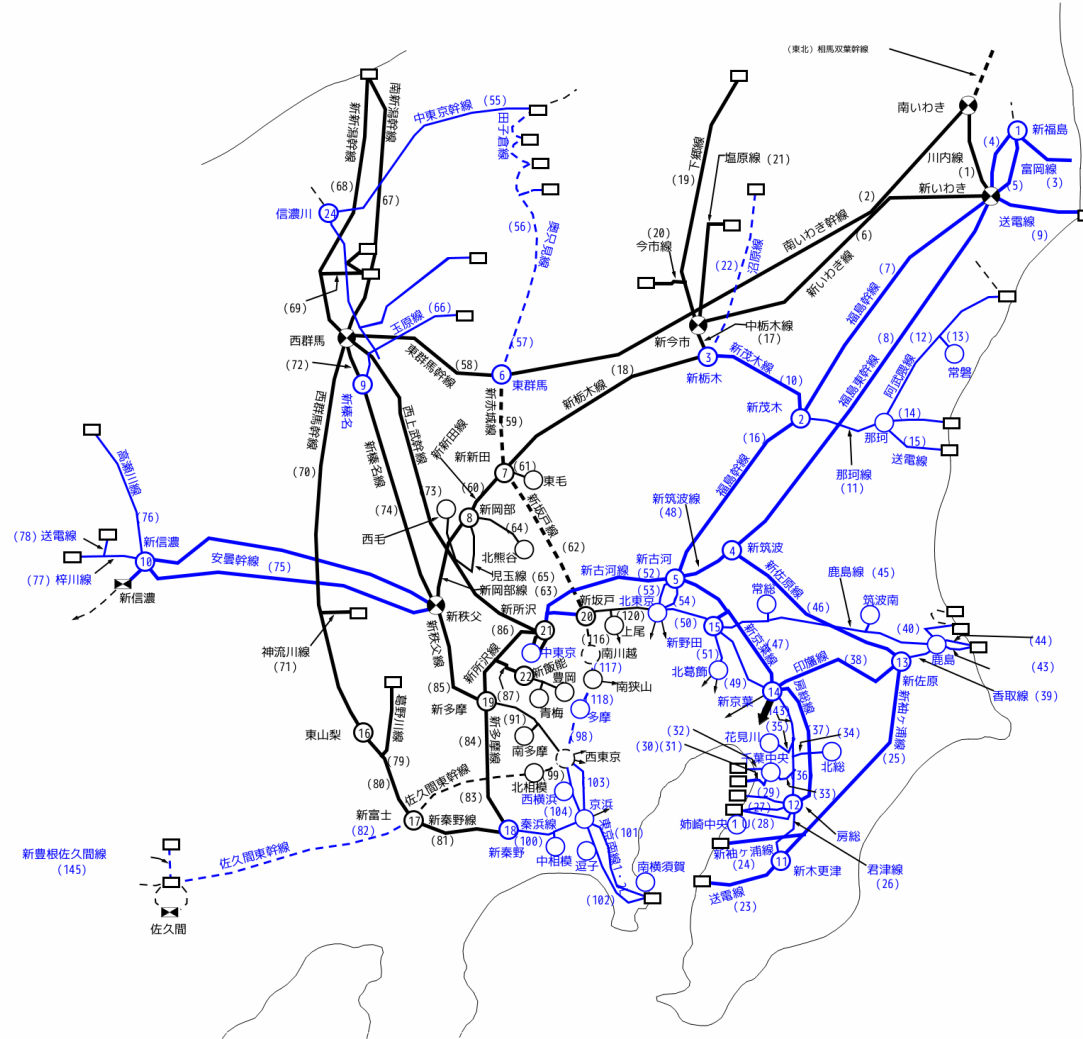 (東北) 相馬双葉幹線
南いわき
1
新福島
(4)
川内線
(1)
富岡線
(3)
(5)
新いわき
送電線
(9)
南新潟幹線
新新潟幹線
中東京幹線
(55)
田子倉線
(68)
(67)
24
信濃川
(56)
奥只見線
下郷線
(19)
塩原線
(21)
(2)
(20)
今市線
南いわき幹線
(6)
(22)
沼原線
新いわき線
(7)
福島幹線
(8)
福島東幹線
(12)
阿武隈線
(13)
常磐
(69)
玉原線
(66)
西群馬
(72)
東群馬幹線
(58)
(57)
6
東群馬
新今市
中栃木線
(17)
3
新栃木
新茂木線
(10)
(18)
新栃木線
9
新榛名
西群馬幹線
西上武幹線
新赤城線
(59)
新茂木
2
(14)
那珂
(15)
送電線
那珂線
(11)
(16)
福島幹線
新榛名線
新新田線
新新田
7
(61)
東毛
(60)
(70)
(74)
(73)
西毛
8
新岡部
(64)
北熊谷
児玉線
(65)
新岡部線
(63)
新坂戸線
(62)
高瀬川線
(76)
(78)
送電線
(77)
梓川線
10
新信濃
新信濃
安曇幹線
(75)
新筑波線
(48)
4
新筑波
新古河
5
新古河線
(52)
(53)
(54)
北東京
新佐原線
(46)
鹿島線
(45)
常総
筑波南
(40)
(44)
(43)
鹿島
香取線
(39)
13
新佐原
新秩父
新所沢
新坂戸
20
(120)
上尾
(116)
南川越
(117)
南狭山
(118)
多摩
(98)
(86)
21
中東京
新所沢線
22
新飯能
豊岡
青梅
(50)
新野田
15
(51)
北葛飾
(49)
新京葉線
(47)
印旛線
(38)
14
新京葉
房総線
新袖ケ浦線
(25)
神流川線
(71)
新秩父線
(85)
新多摩
19
(87)
(91)
南多摩
(84)
新多摩線
(83)
葛野川線
東山梨
16
(79)
(80)
西東京
(99)
北相模
佐久間東幹線
(103)
西横浜
(104)
京浜
(35)
(37)
(34)
花見川
千葉中央
北総
(32)
(30)
(31)
(36)
(29)
(33)
(27)
(28)
12
房総
姉崎中央
新富士
17
(82)
新秦野線
(81)
18
新秦野
秦浜線
(100)
中相模
逗子
東京南線1・2
(101)
(102)
南横須賀
新袖ケ浦線
(24)
11
新木更津
君津線
(26)
送電線
(23)
新豊根佐久間線
(145)
佐久間東幹線
佐久間